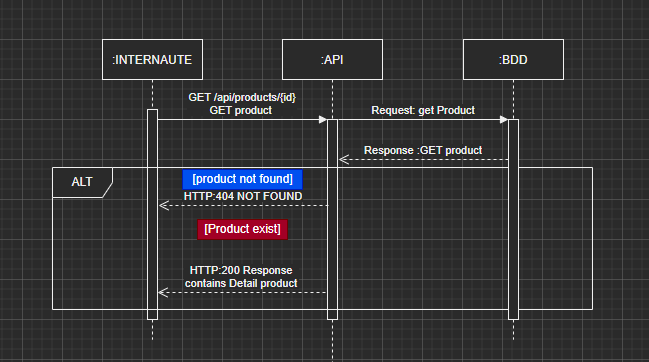 :INTERNAUTE
:API
:BDD
GET /api/products/{id}
GET product
Request: get Product
Response :GET product
ALT
[product not found]
HTTP:404 NOT FOUND
[Product exist]
HTTP:200 Response
contains Detail product